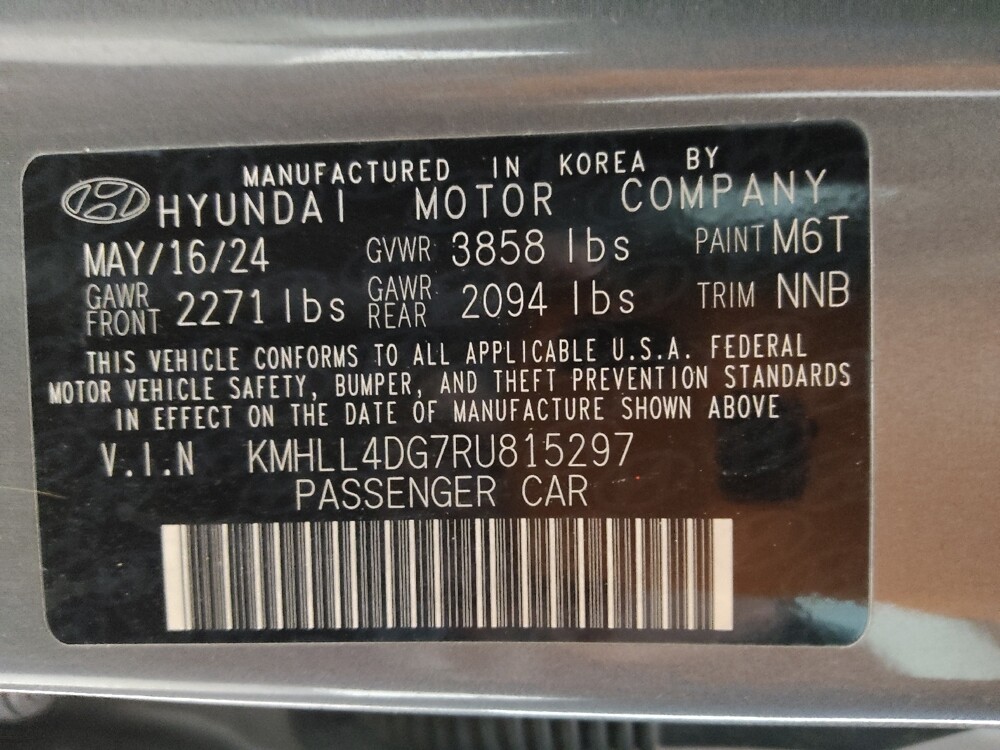 MANUFACTURED IN KOREA BY
HYUNDAI MOTOR COMPANY
MAY/16/24 GVWR 3858 lbs PAINT M6T
GAWR FRONT 2271 lbs GAWR REAR 2094 lbs TRIM NNB
THIS VEHICLE CONFORMS TO ALL APPLICABLE U.S.A. FEDERAL
MOTOR VEHICLE SAFETY, BUMPER, AND THEFT PREVENTION STANDARDS
IN EFFECT ON THE DATE OF MANUFACTURE SHOWN ABOVE
V.I.N KMHLL4DG7RU815297
PASSENGER CAR